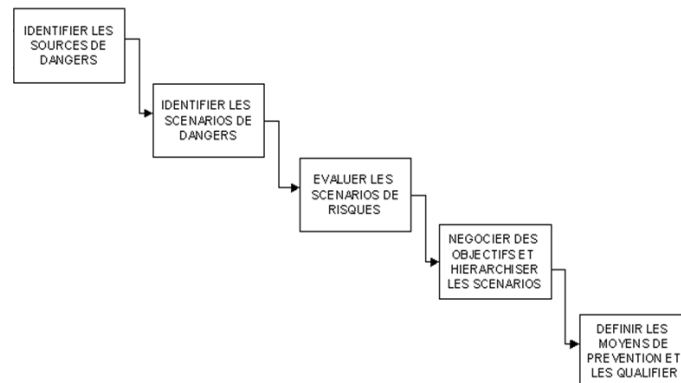 IDENTIFIER LES
SOURCES DE
DANGERS
IDENTIFIER LES
SCENARIOS DE
DANGERS
EVALUER LES
SCENARIOS DE
RISQUES
NEGOCIER DES
OBJECTIFS ET
HIERARCHISER
LES SCENARIOS
DEFINIR LES
MOYENS DE
PREVENTION ET
LES QUALIFIER